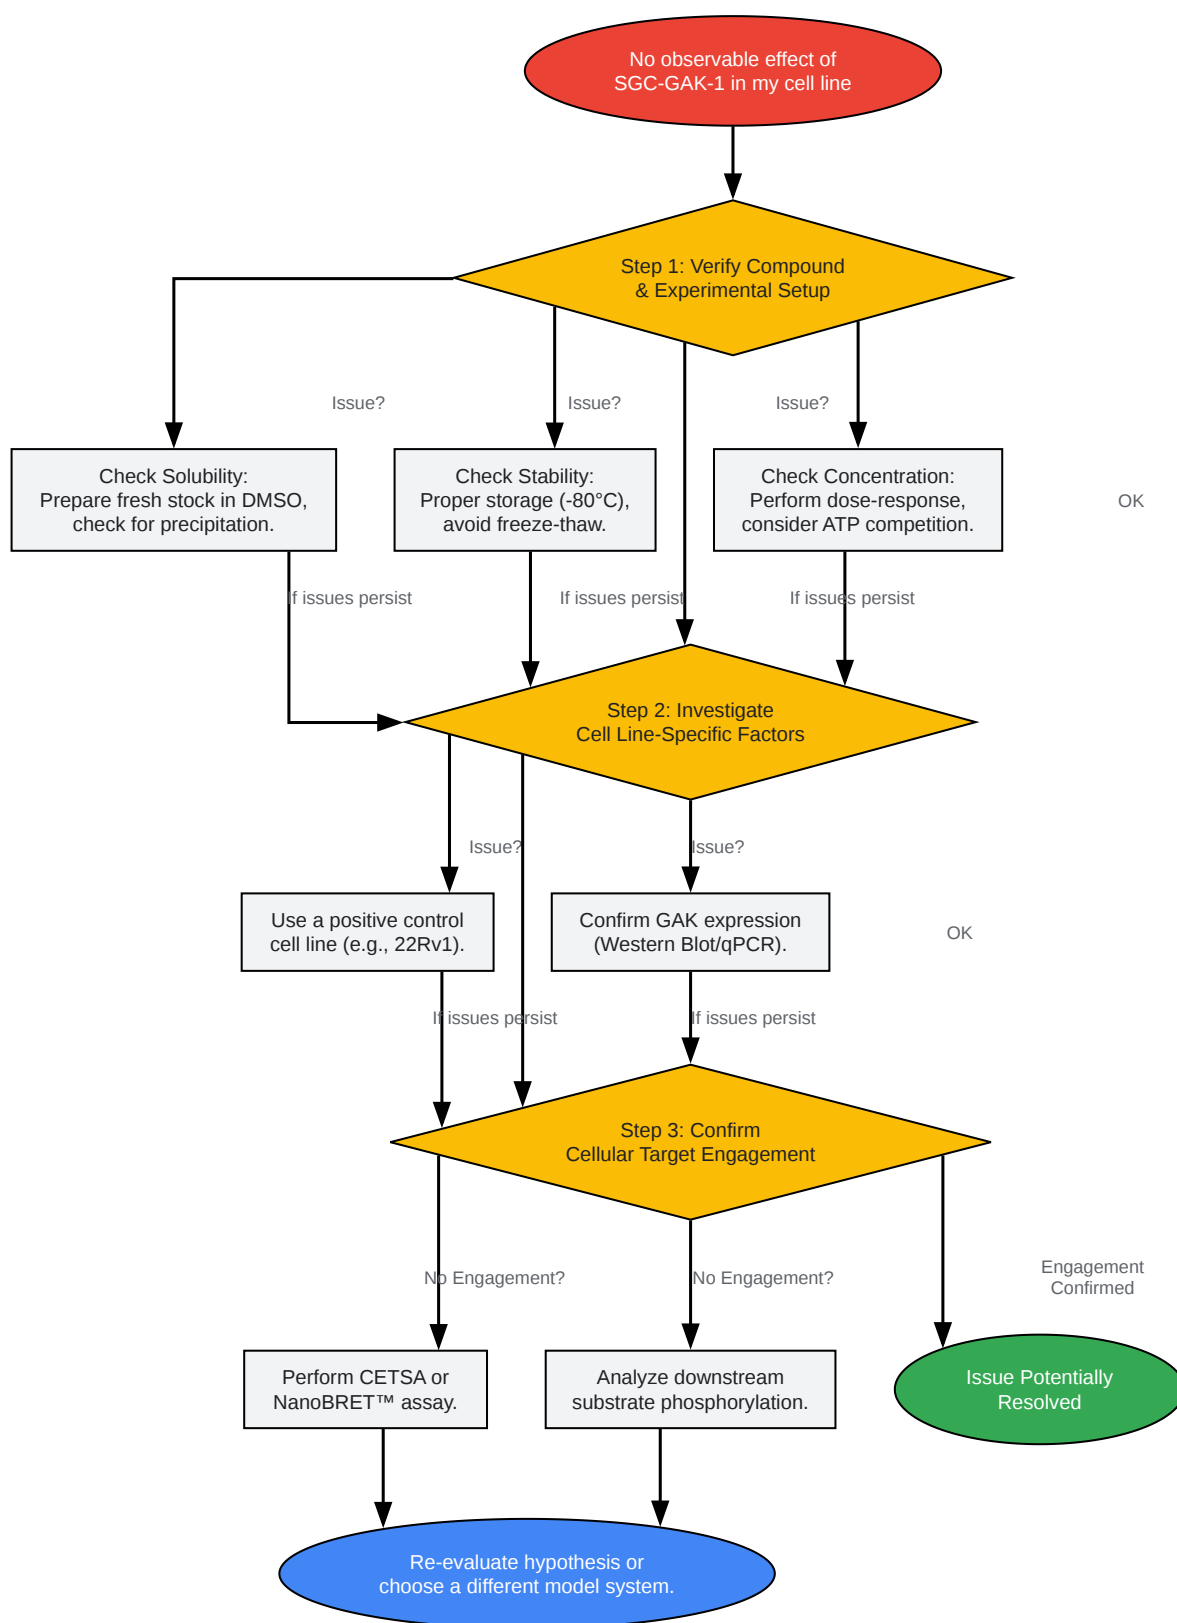 No observable effect of
SGC-GAK-1 in my cell line
Step 1: Verify Compound
& Experimental Setup
Issue?
Issue?
Issue?
Check Solubility:
Prepare fresh stock in DMSO,
check for precipitation.
Check Stability:
Proper storage (-80°C),
avoid freeze-thaw.
Check Concentration:
Perform dose-response,
consider ATP competition.
OK
If issues persist
If issues persist
If issues persist
Step 2: Investigate
Cell Line-Specific Factors
Issue?
Issue?
Use a positive control
cell line (e.g., 22Rv1).
Confirm GAK expression
(Western Blot/qPCR).
OK
If issues persist
If issues persist
Step 3: Confirm
Cellular Target Engagement
No Engagement?
No Engagement?
Engagement
Confirmed
Perform CETSA or
NanoBRET™ assay.
Analyze downstream
substrate phosphorylation.
Issue Potentially
Resolved
Re-evaluate hypothesis or
choose a different model system.